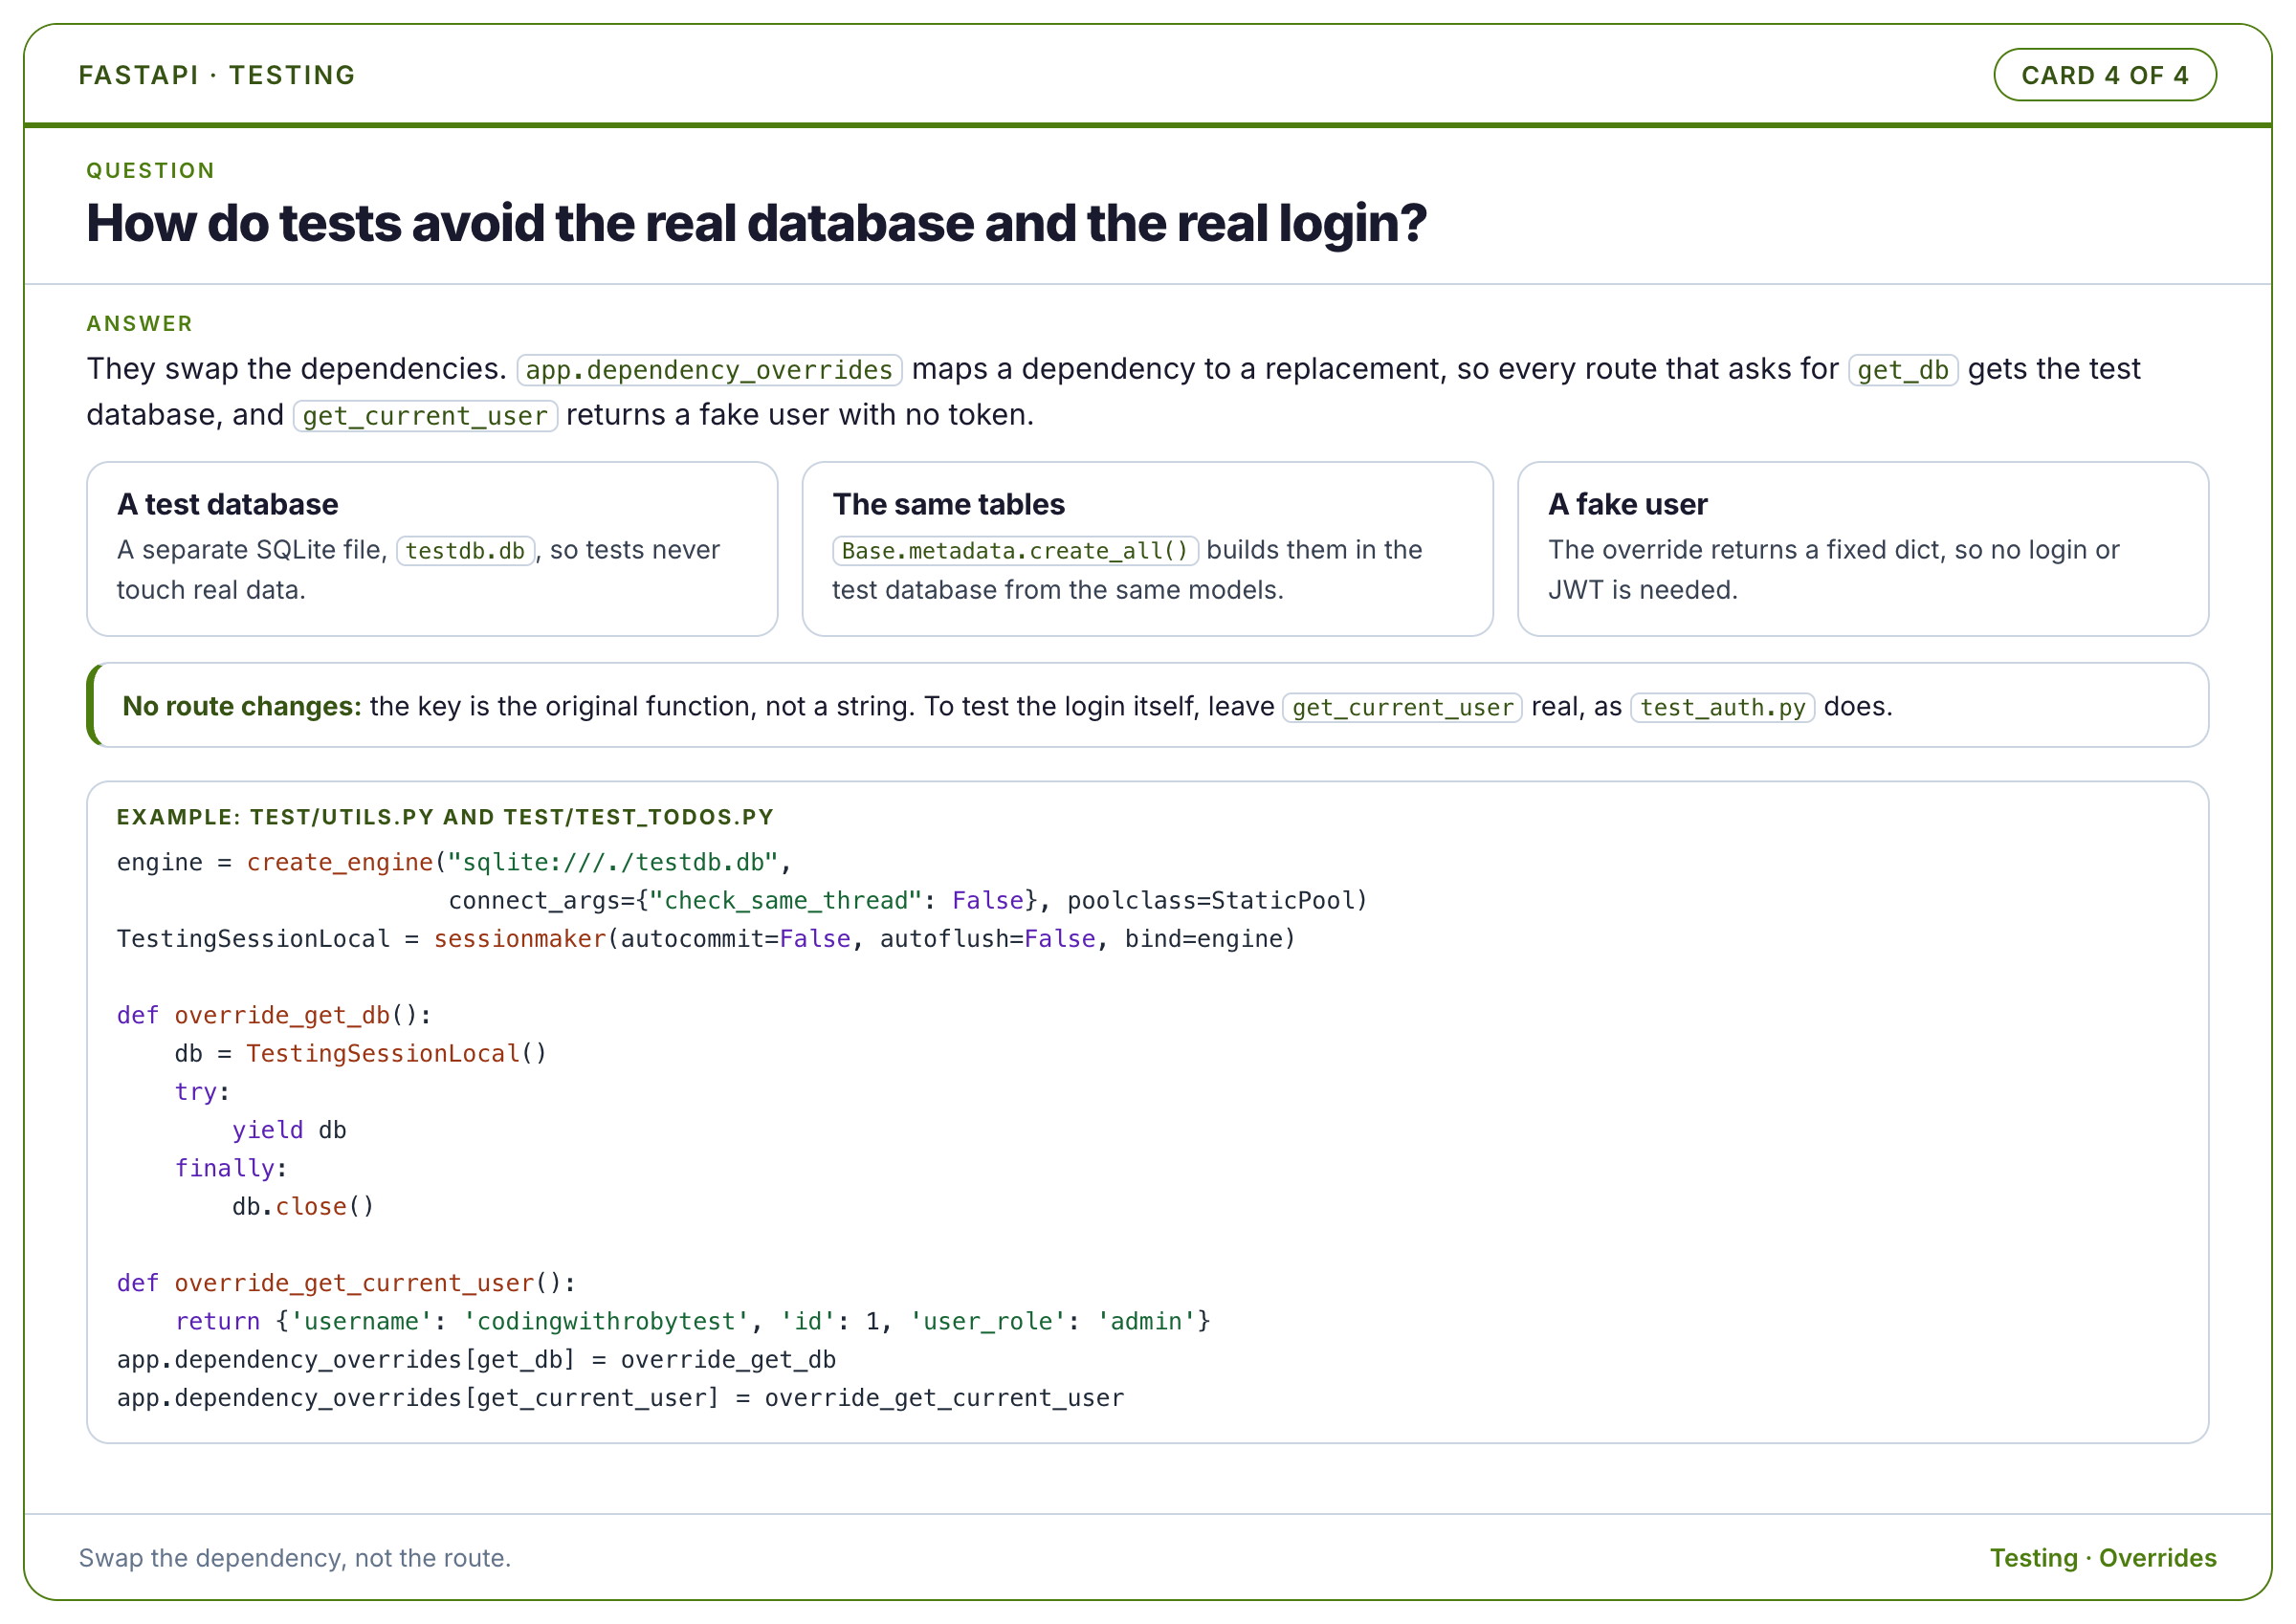 FASTAPI · TESTING
CARD 4 OF 4
QUESTION
How do tests avoid the real database and the real login?
ANSWER
They swap the dependencies. app.dependency_overrides maps a dependency to a replacement, so every route that asks for get_db gets the test
database, and get_current_user returns a fake user with no token.
A test database
A separate SQLite file, testdb.db, so tests never
touch real data.
The same tables
Base.metadata.create_all() builds them in the
test database from the same models.
A fake user
The override returns a fixed dict, so no login or
JWT is needed.
No route changes: the key is the original function, not a string. To test the login itself, leave get_current_user real, as test_auth.py does.
EXAMPLE: TEST/UTILS.PY AND TEST/TEST_TODOS.PY
engine = create_engine("sqlite:///./testdb.db",
                       connect_args={"check_same_thread": False}, poolclass=StaticPool)
TestingSessionLocal = sessionmaker(autocommit=False, autoflush=False, bind=engine)

def override_get_db():
    db = TestingSessionLocal()
    try:
        yield db
    finally:
        db.close()

def override_get_current_user():
    return {'username': 'codingwithrobytest', 'id': 1, 'user_role': 'admin'}
app.dependency_overrides[get_db] = override_get_db
app.dependency_overrides[get_current_user] = override_get_current_user
Swap the dependency, not the route.
Testing · Overrides